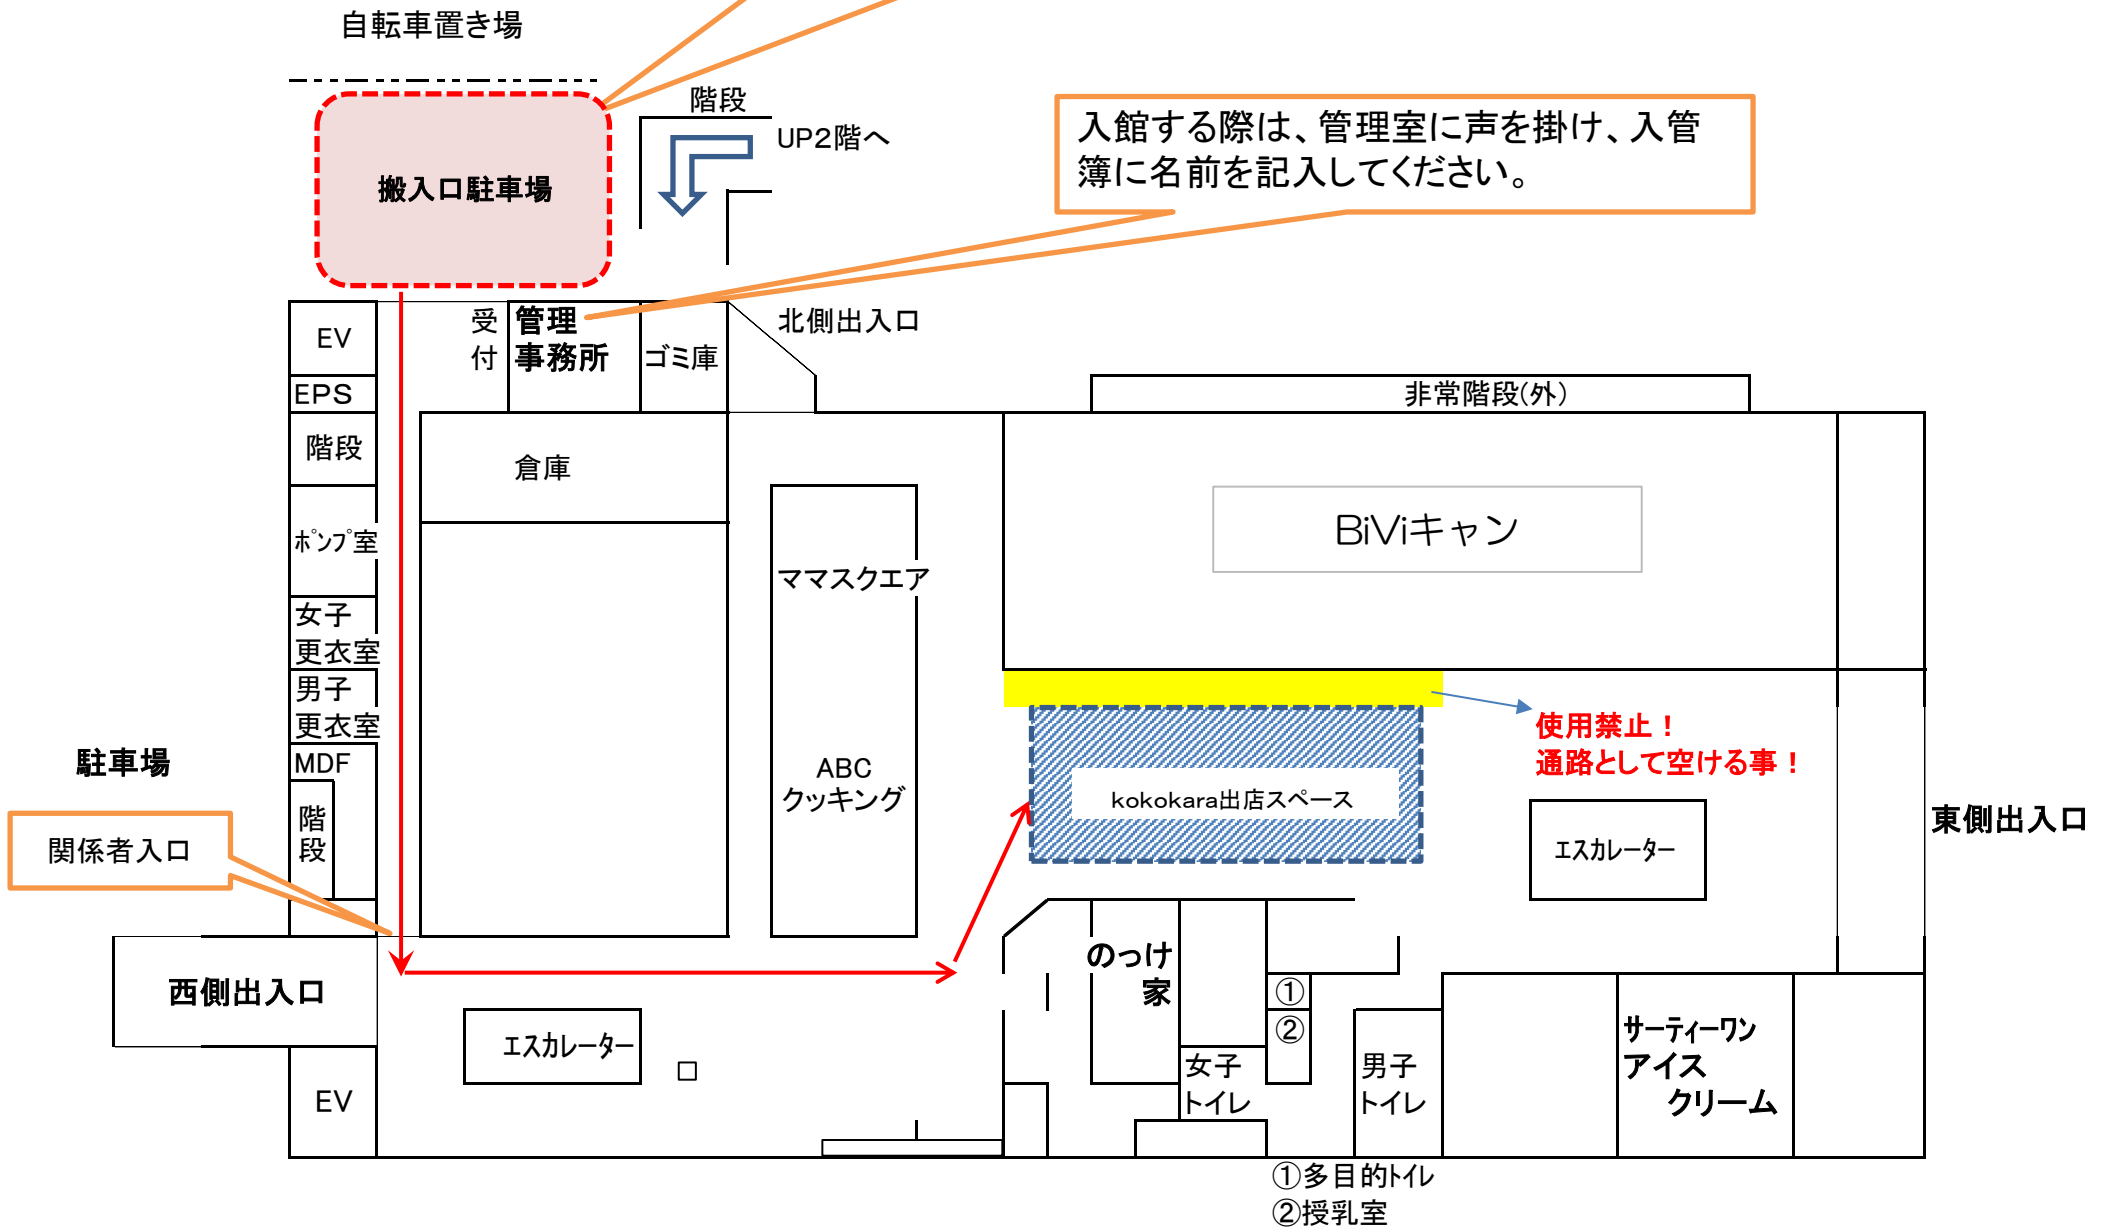 自転車置き場
階段
UP2階へ
搬入口駐車場
入館する際は、管理室に声を掛け、入管
簿に名前を記入してください。
EV
受
付
管理
事務所
ゴミ庫
北側出入口
EPS
非常階段(外)
階段
倉庫
BiViキャン
ﾎﾟﾝﾌﾟ室
ママスクエア
女子
更衣室
男子
更衣室
使用禁止！
通路として空ける事！
駐車場
MDF
ABC
クッキング
kokokara出店スペース
階
段
関係者入口
ｴｽｶﾚｰﾀｰ
東側出入口
のっけ
家
西側出入口
①
②
ｴｽｶﾚｰﾀｰ
ｻｰﾃｨｰﾜﾝ
アイス
クリーム
女子
トイレ
男子
トイレ
EV
①多目的ﾄｲﾚ
②授乳室